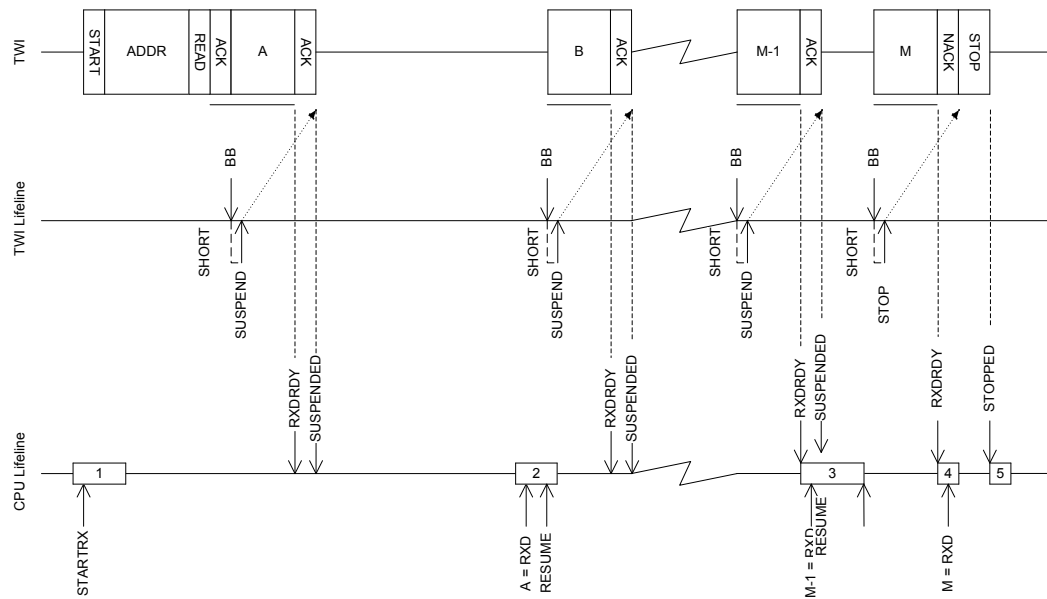 TWI
START
ADDR
READ
ACK
A
ACK
B
ACK
M-1
ACK
M
NACK
STOP
TWI Lifeline
BB
SHORT
SUSPEND
BB
SHORT
SUSPEND
BB
SHORT
SUSPEND
BB
SHORT
STOP
RXDRDY
SUSPENDED
RXDRDY
SUSPENDED
RXDRDY
SUSPENDED
RXDRDY
STOPPED
CPU Lifeline
1
2
3
4
5
STARTRX
A = RXD
RESUME
M-1 = RXD
RESUME
M = RXD